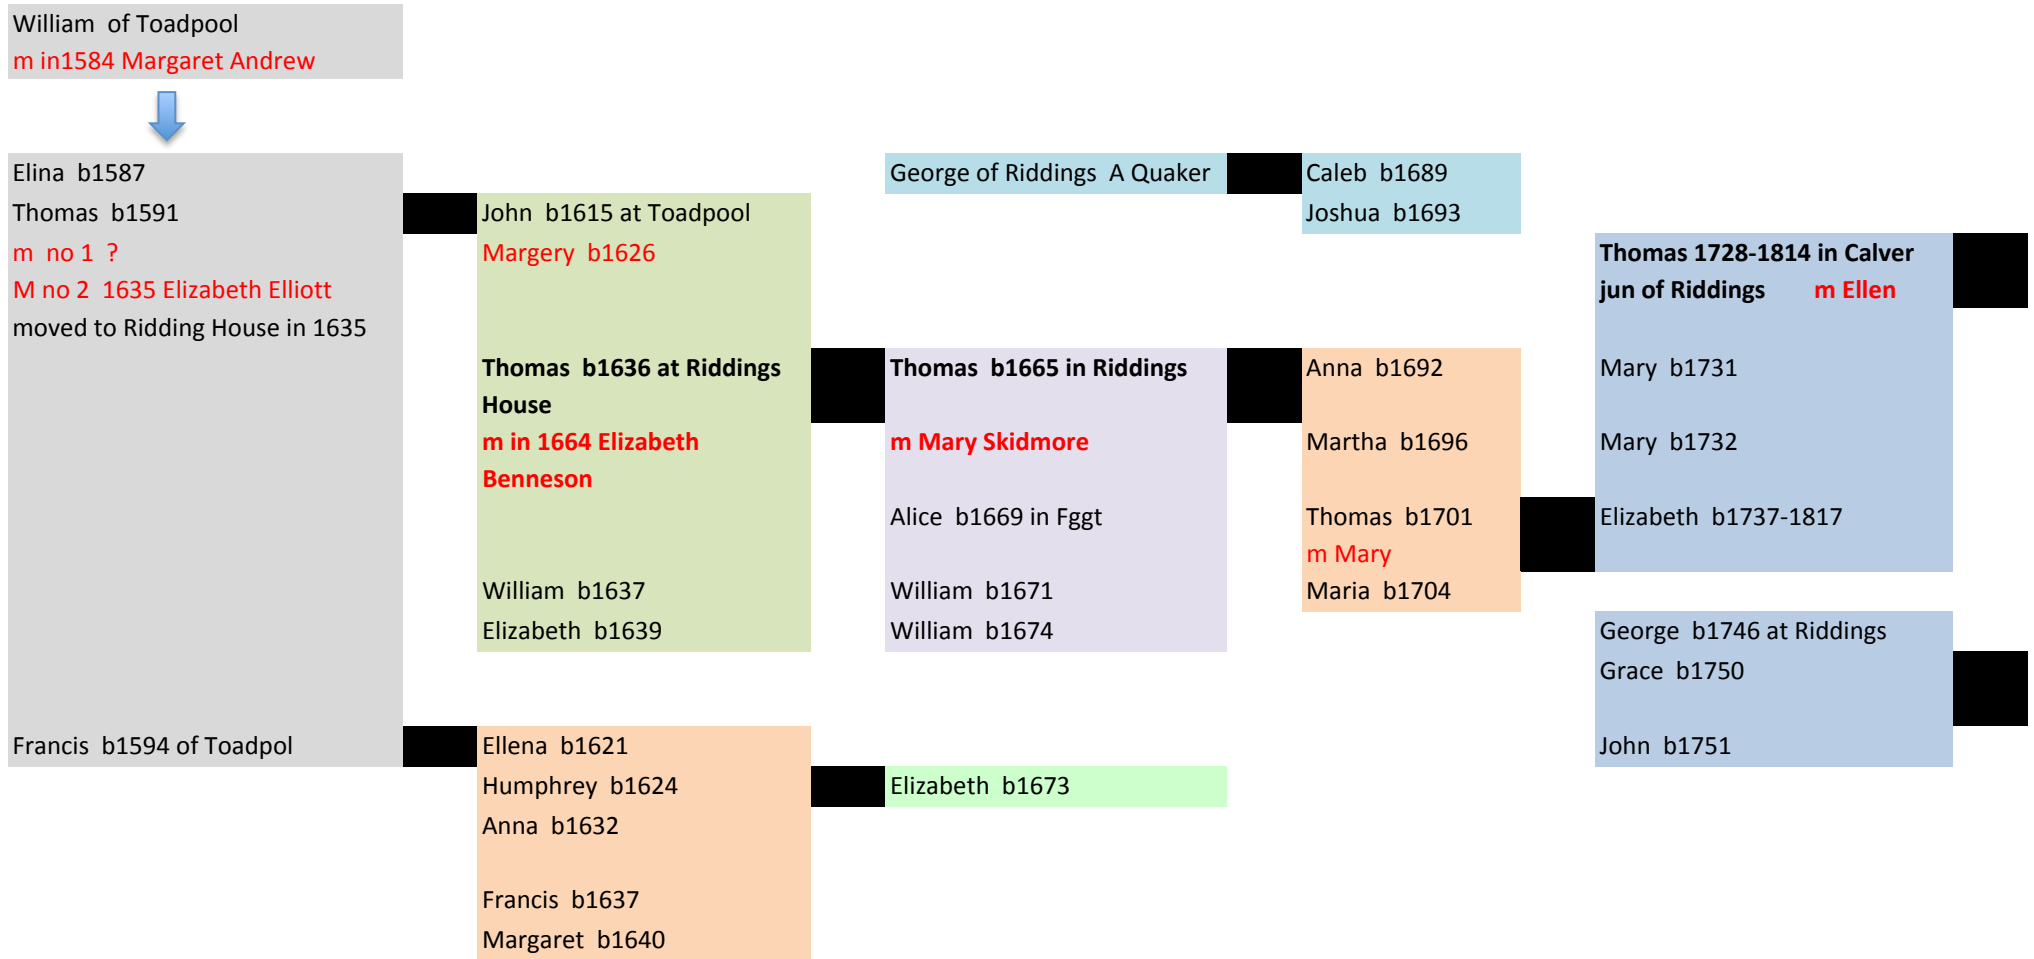 William  of Toadpool
m in1584 Margaret Andrew
Elina  b1587
Thomas  b1591
m  no 1  ?
M no 2  1635 Elizabeth Elliott
moved to Ridding House in 1635
Francis  b1594 of Toadpol
John  b1615 at Toadpool
Margery  b1626
Thomas  b1636 at Riddings
House
m in 1664 Elizabeth
Benneson
William  b1637
Elizabeth  b1639
Ellena  b1621
Humphrey  b1624
Anna  b1632
Francis  b1637
Margaret  b1640
George of Riddings  A Quaker
Thomas  b1665 in Riddings
m Mary Skidmore
Alice  b1669 in Fggt
William  b1671
William  b1674
Elizabeth  b1673
Caleb  b1689
Joshua  b1693
Anna  b1692
Martha  b1696
Thomas  b1701
m Mary
Maria  b1704
Thomas 1728-1814 in Calver
jun of Riddings      m Ellen
Mary  b1731
Mary  b1732
Elizabeth  b1737-1817
George  b1746 at Riddings
Grace  b1750
John  b1751